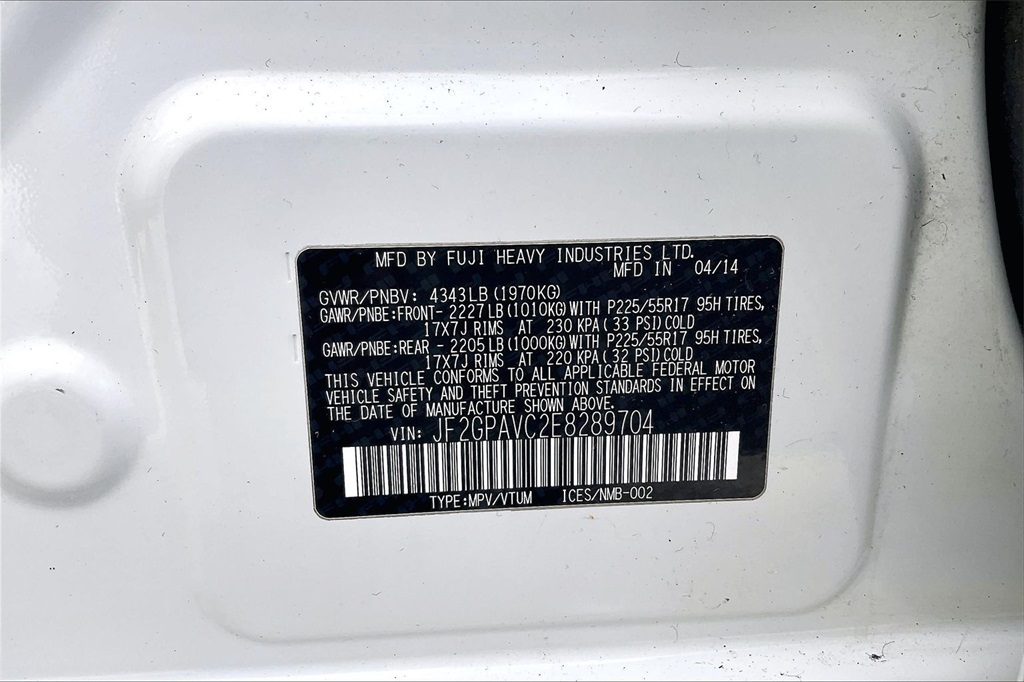 MFD BY FUJI HEAVY INDUSTRIES LTD.
MFD IN 04/14
GVWR/PNBV: 4343LB(1970KG)
GAWR/PNBE:FRONT- 2227LB(1010KG)WITH P225/55R17 95H TIRES,
17X7J RIMS AT 230 KPA(33 PSI)COLD
GAWR/PNBE:REAR - 2205LB(1000KG)WITH P225/55R17 95H TIRES,
17X7J RIMS AT 220 KPA(32 PSI)COLD
THIS VEHICLE CONFORMS TO ALL APPLICABLE FEDERAL MOTOR
VEHICLE SAFETY AND THEFT PREVENTION STANDARDS IN EFFECT ON
THE DATE OF MANUFACTURE SHOWN ABOVE.
VIN: JF2GPAVC2E8289704
TYPE:MPV/VTUM ICES/NMB-002